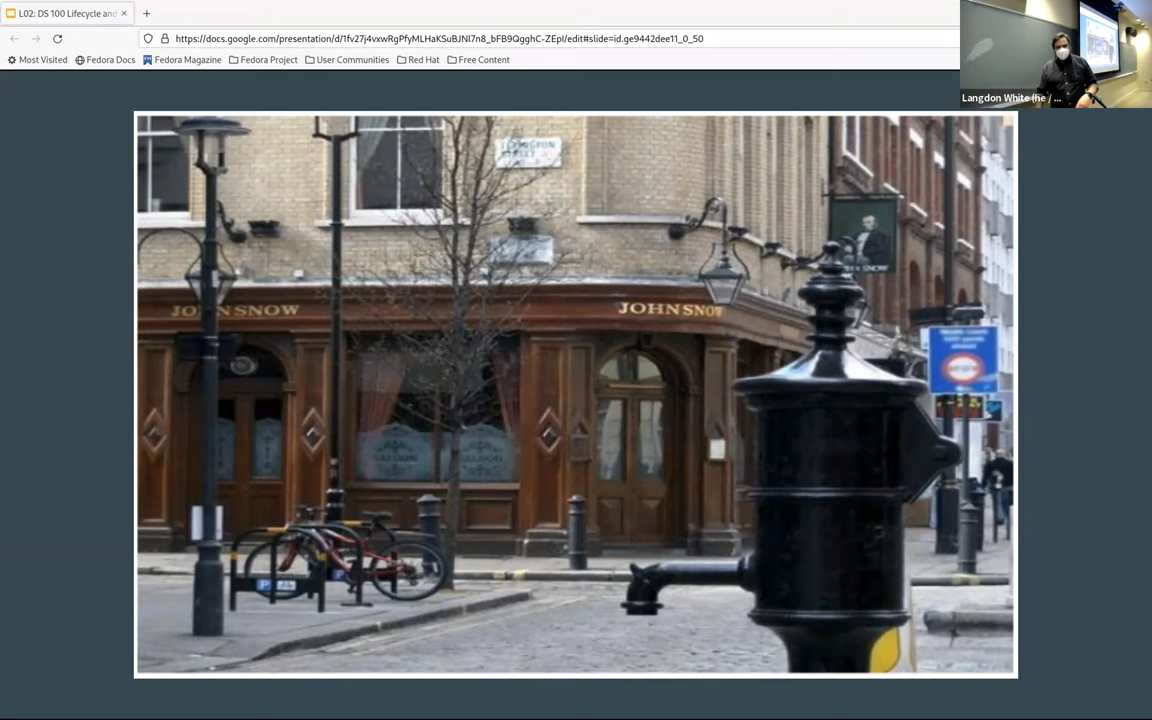 L02: DS 100 Lifecycle and
https://docs.google.com/presentation/d/1fv27j4vxwRgPfyMLHaKSuBJNl7n8_bFB9QgghC-ZEpI/edit#slide=id.ge9442dee11_0_50
Most Visited
Fedora Docs
Fedora Magazine
Fedora Project
User Communities
Red Hat
Free Content
Langdon White (he / ...
JOHN SNOW
JOHN SNOW
SNOW
P